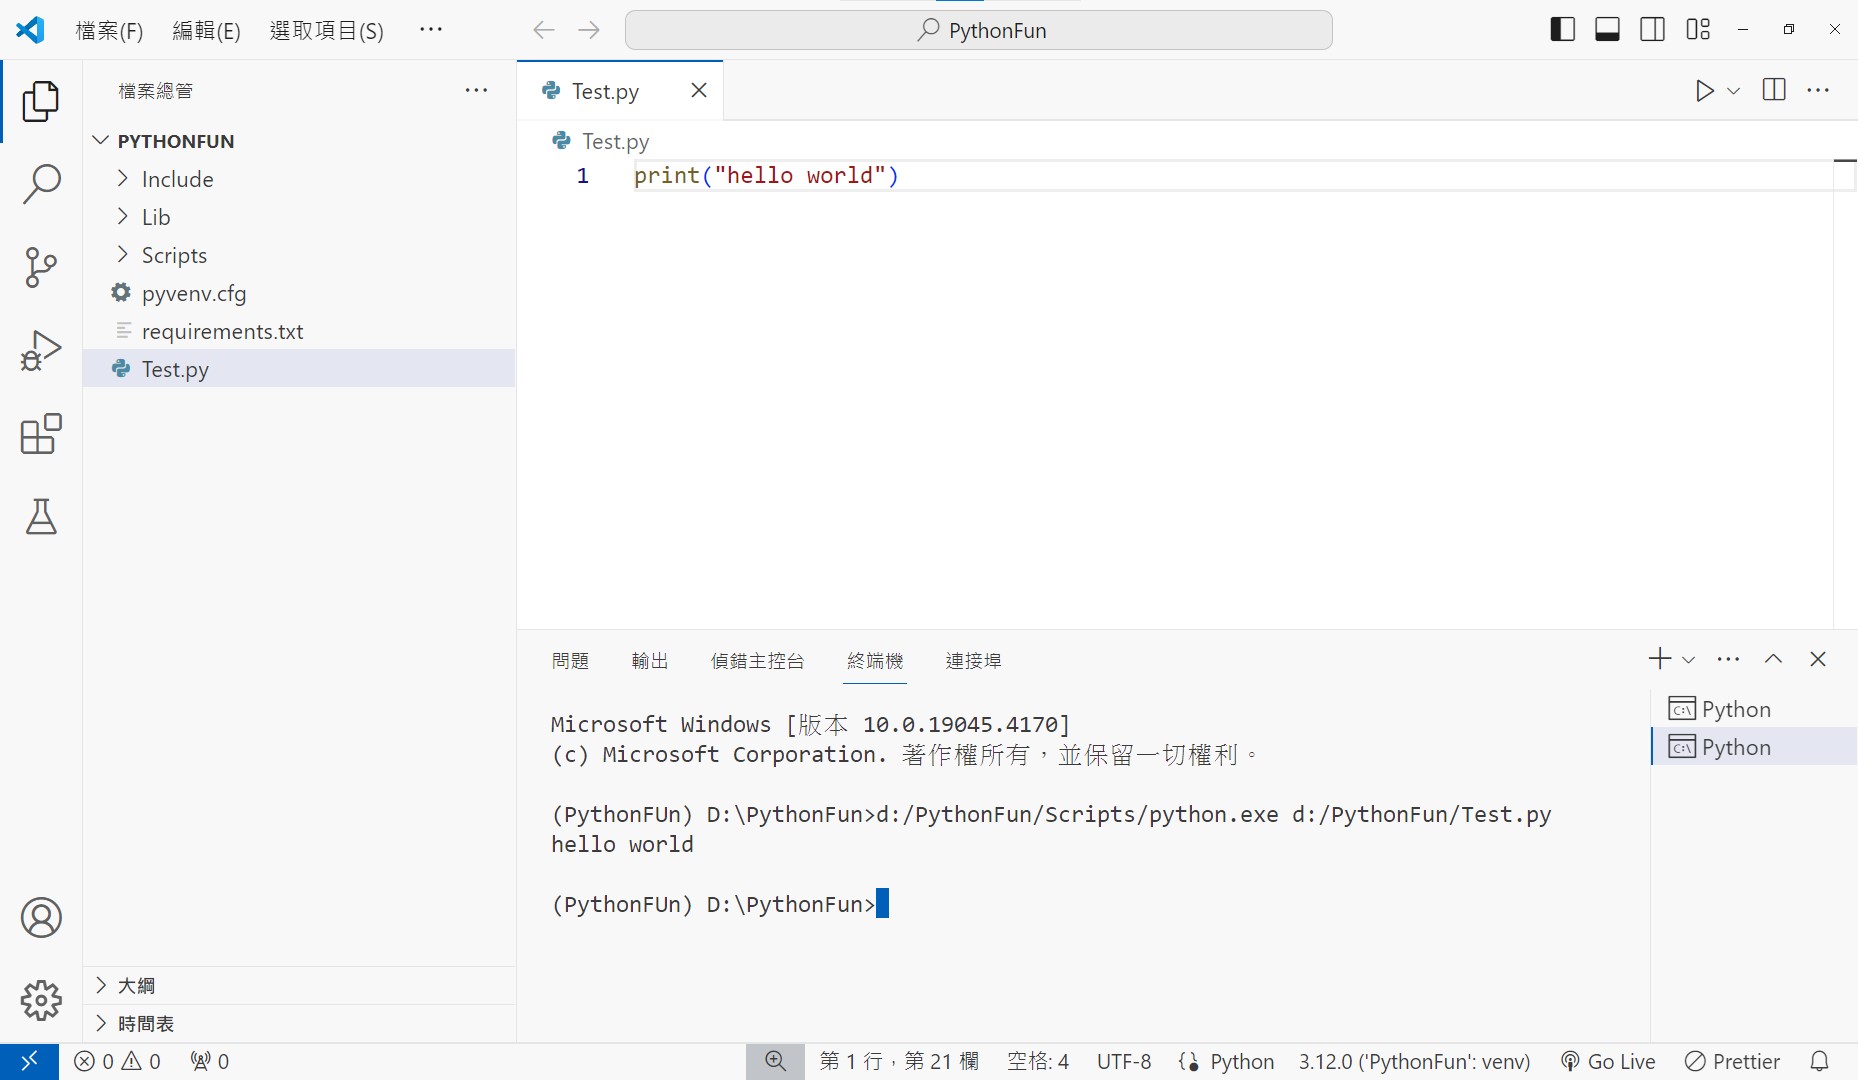 檔案(F) 編輯(E) 選取項目(S) ···
PythonFun
檔案總管
PYTHONFUN
Include
Lib
Scripts
pyvenv.cfg
requirements.txt
Test.py
大綱
時間表
Test.py
Test.py
1 print("hello world")
問題 輸出 偵錯主控台 終端機 連接埠
Microsoft Windows [版本 10.0.19045.4170]
(c) Microsoft Corporation. 著作權所有，並保留一切權利。
(PythonFUn) D:\PythonFun>d:/PythonFun/Scripts/python.exe d:/PythonFun/Test.py
hello world
(PythonFUn) D:\PythonFun>
Python
Python
0 0 0 第 1 行，第 21 欄 空格: 4 UTF-8 Python 3.12.0 ('PythonFun': venv) Go Live Prettier